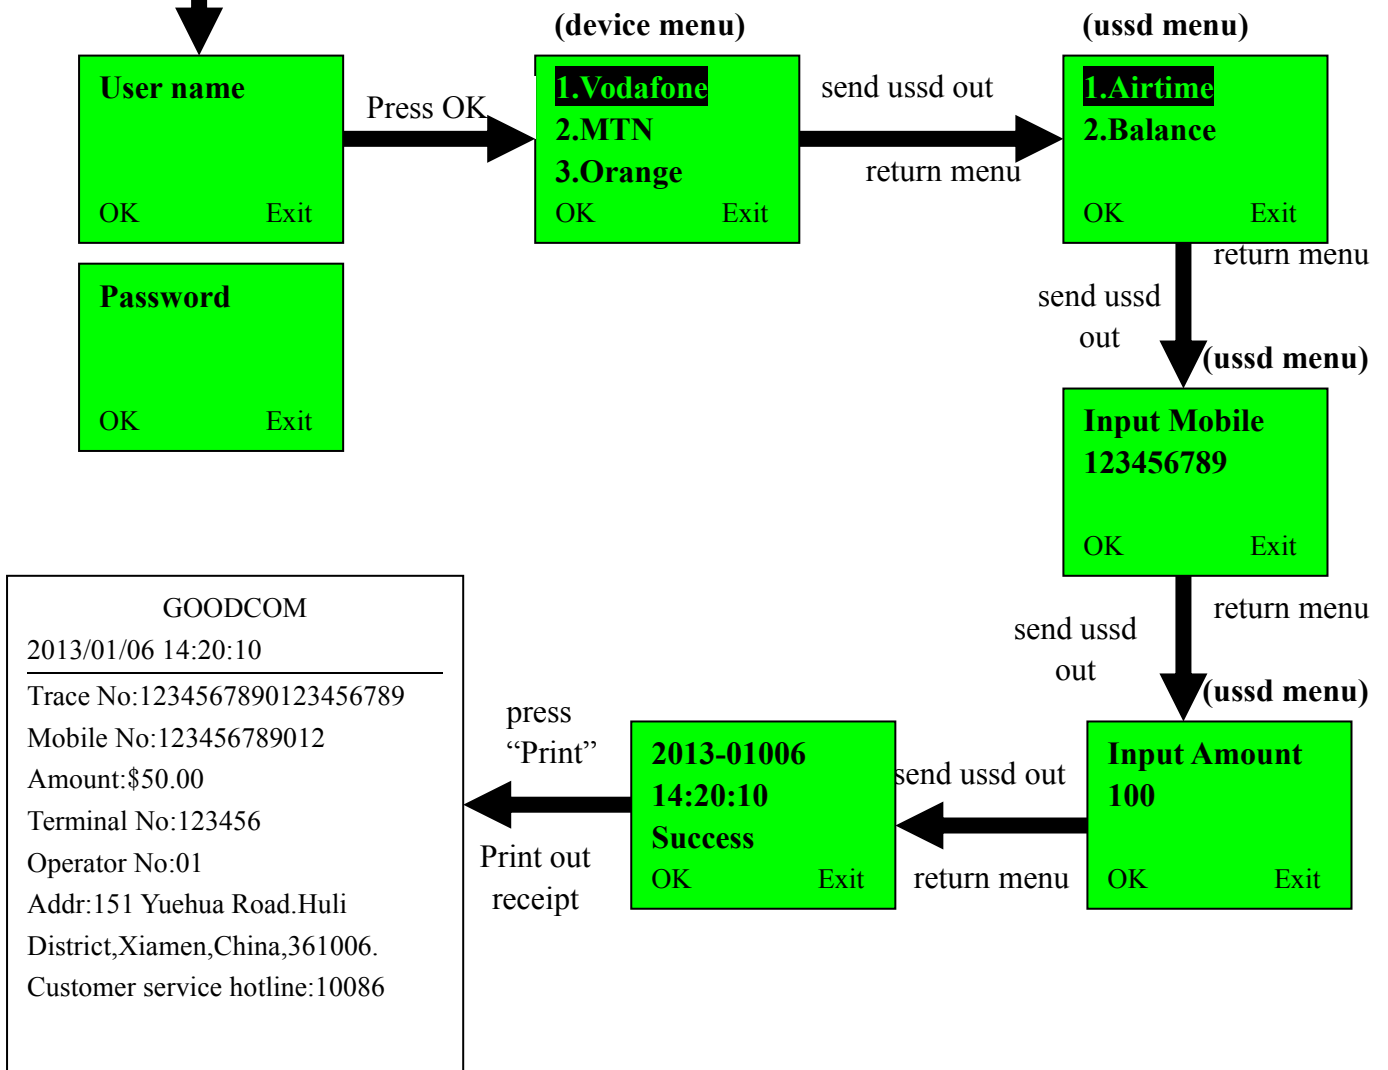 (device menu)
(ussd menu)
User name
OK Exit
Press OK
1.Vodafone
2.MTN
3.Orange
OK Exit
send ussd out
return menu
1.Airtime
2.Balance
OK Exit
return menu
send ussd
out
(ussd menu)
Password
OK Exit
Input Mobile
123456789
OK Exit
return menu
send ussd
out
(ussd menu)
Input Amount
100
OK Exit
send ussd out
return menu
2013-01006
14:20:10
Success
OK Exit
press
“Print”
Print out
receipt
GOODCOM
2013/01/06 14:20:10
Trace No:1234567890123456789
Mobile No:123456789012
Amount:$50.00
Terminal No:123456
Operator No:01
Addr:151 Yuehua Road.Huli
District,Xiamen,China,361006.
Customer service hotline:10086